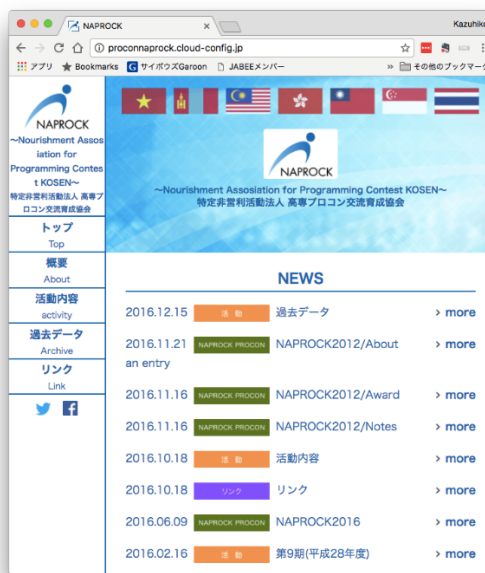 NAPROCK
Kazuhiko
proconnaprock.cloud-config.jp
アプリ Bookmarks サイボウズGaroon JABEEメンバー » その他のブックマーク
NAPROCK
~Nourishment Assos
iation for
Programming Contes
t KOSEN~
特定非営利活動法人 高専プ
ロコン交流育成協会
トップ
Top
概要
About
活動内容
activity
過去データ
Archive
リンク
Link
NAPROCK
~Nourishment Assosiation for Programming Contest KOSEN~
特定非営利活動法人 高専プロコン交流育成協会
NEWS
2016.12.15 活 動 過去データ > more
2016.11.21 NAPROCK PROCON NAPROCK2012/About > more
an entry
2016.11.16 NAPROCK PROCON NAPROCK2012/Award > more
2016.11.16 NAPROCK PROCON NAPROCK2012/Notes > more
2016.10.18 活 動 活動内容 > more
2016.10.18 リンク リンク > more
2016.06.09 NAPROCK PROCON NAPROCK2016 > more
2016.02.16 活 動 第9期(平成28年度) > more